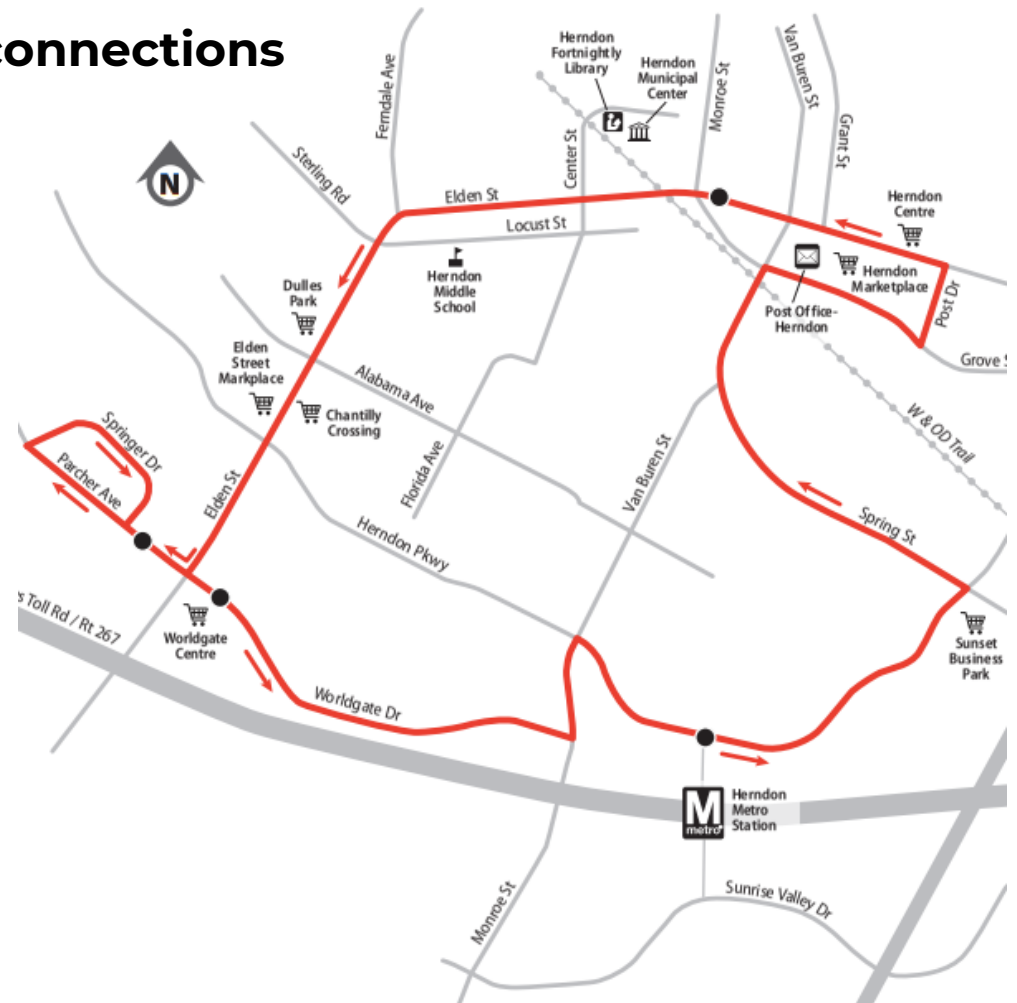 connections
Herndon
Fortnightly
Library
Herndon
Municipal
Center
Ferndale Ave
Monroe St
Van Buren St
Grant St
Center St
Sterling Rd
N
Elden St
Locust St
Herndon
Centre
Herndon
Middle
School
Herndon
Marketplace
Post Office-
Herndon
Post Dr
Grove S
Dulles
Park
Elden
Street
Markplace
Chantilly
Crossing
Alabama Ave
W & OD Trail
Springer Dr
Parcher Ave
Elden St
Florida Ave
Van Buren St
Herndon Pkwy
Spring St
s Toll Rd / Rt 267
Worldgate
Centre
Sunset
Business
Park
Worldgate Dr
M
metro
Herndon
Metro
Station
Monroe St
Sunrise Valley Dr